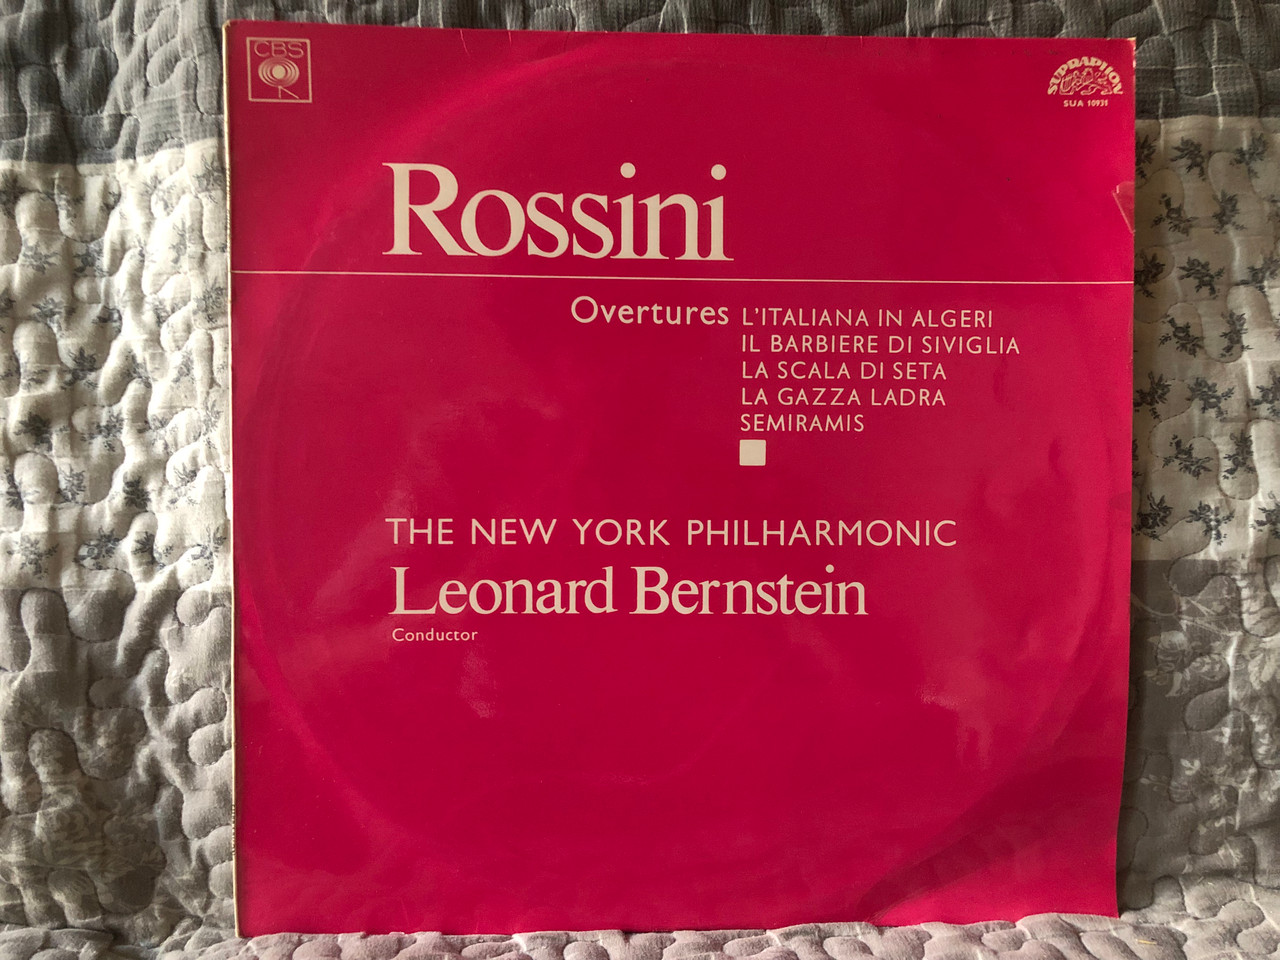 CBS
SUPRAPHON
SUA 10931
Rossini
Overtures L'ITALIANA IN ALGERI
IL BARBIERE DI SIVIGLIA
LA SCALA DI SETA
LA GAZZA LADRA
SEMIRAMIS
THE NEW YORK PHILHARMONIC
Leonard Bernstein
Conductor